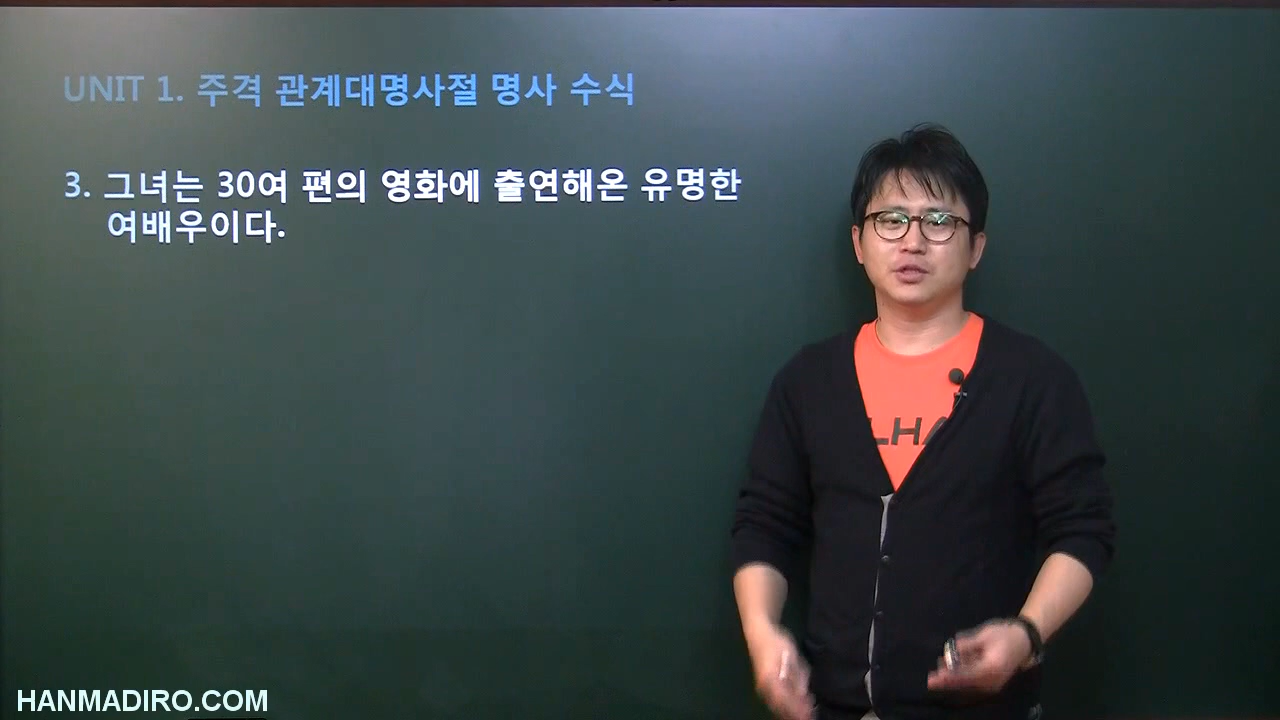 UNIT 1. 주격 관계대명사절 명사 수식
3. 그녀는 30여 편의 영화에 출연해온 유명한
여배우이다.
LHA
HANMADIRO.COM